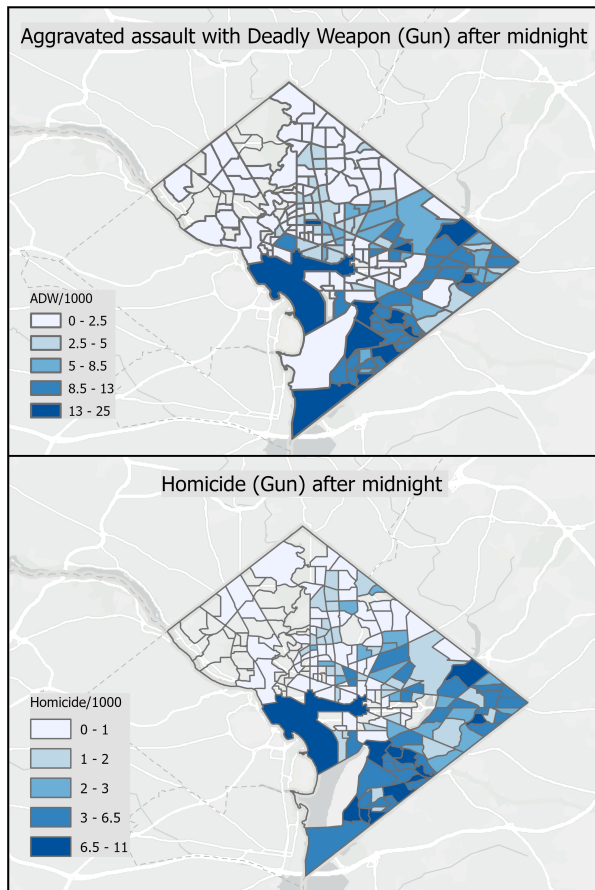 Aggravated assault with Deadly Weapon (Gun) after midnight
ADW/1000
0 - 2.5
2.5 - 5
5 - 8.5
8.5 - 13
13 - 25
Homicide (Gun) after midnight
Homicide/1000
0 - 1
1 - 2
2 - 3
3 - 6.5
6.5 - 11